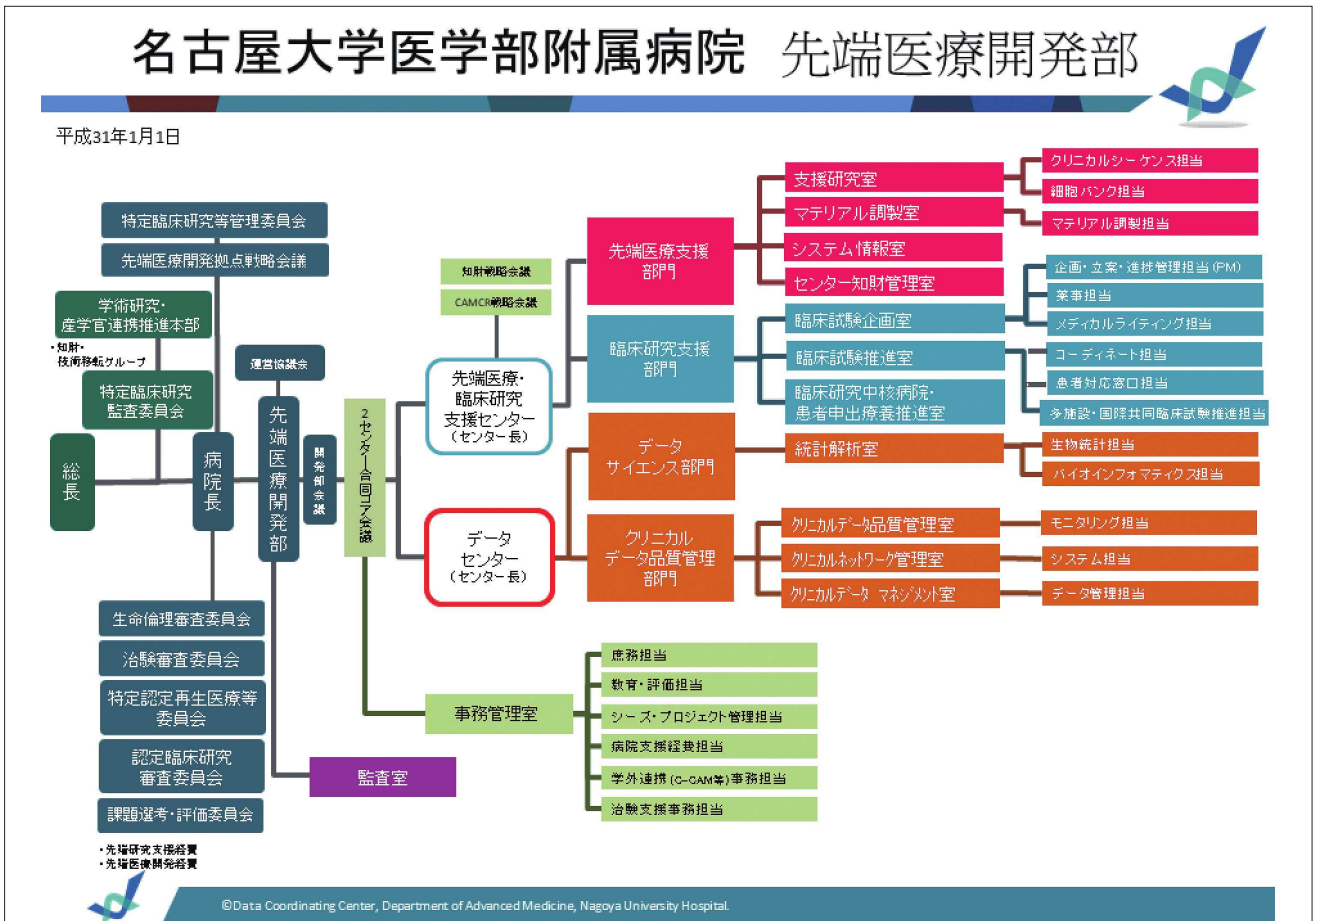 名古屋大学医学部附属病院 先端医療開発部
平成31年1月1日
特定臨床研究等管理委員会
先端医療開発拠点戦略会議
学術研究・
産学官連携推進本部
・知財・
技術移転グループ
特定臨床研究
監査委員会
総長
病院長
運営協議会
先端医療開発部
開発部会議
2センター合同コア会議
知財戦略会議
CAMCR戦略会議
先端医療・
臨床研究
支援センター
(センター長)
データ
センター
(センター長)
先端医療支援
部門
臨床研究支援
部門
データ
サイエンス部門
クリニカル
データ品質管理
部門
支援研究室
マテリアル調製室
システム情報室
センター知財管理室
臨床試験企画室
臨床試験推進室
臨床研究中核病院・
患者申出療養推進室
統計解析室
クリニカルデータ品質管理室
クリニカルネットワーク管理室
クリニカルデータ マネジメント室
クリニカルシーケンス担当
細胞バンク担当
マテリアル調製担当
企画・立案・進捗管理担当(PM)
薬事担当
メディカルライティング担当
コーディネート担当
患者対応窓口担当
多施設・国際共同臨床試験推進担当
生物統計担当
バイオインフォマティクス担当
モニタリング担当
システム担当
データ管理担当
生命倫理審査委員会
治験審査委員会
特定認定再生医療等
委員会
認定臨床研究
審査委員会
課題選考・評価委員会
・先端研究支援経費
・先端医療開発経費
監査室
事務管理室
庶務担当
教育・評価担当
シーズ・プロジェクト管理担当
病院支援経費担当
学外連携(C-CAM等)事務担当
治験支援事務担当
©Data Coordinating Center, Department of Advanced Medicine, Nagoya University Hospital.